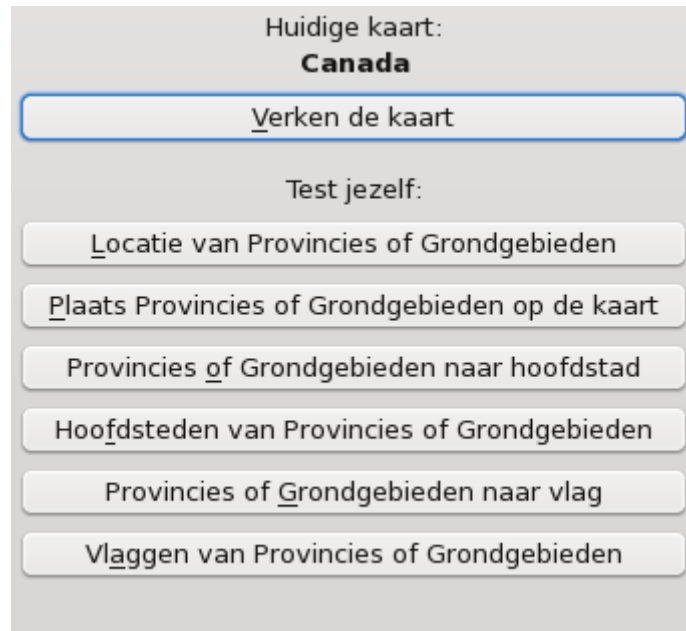 Huidige kaart:
Canada
Verken de kaart
Test jezelf:
Locatie van Provincies of Grondgebieden
Plaats Provincies of Grondgebieden op de kaart
Provincies of Grondgebieden naar hoofdstad
Hoofdsteden van Provincies of Grondgebieden
Provincies of Grondgebieden naar vlag
Vlaggen van Provincies of Grondgebieden